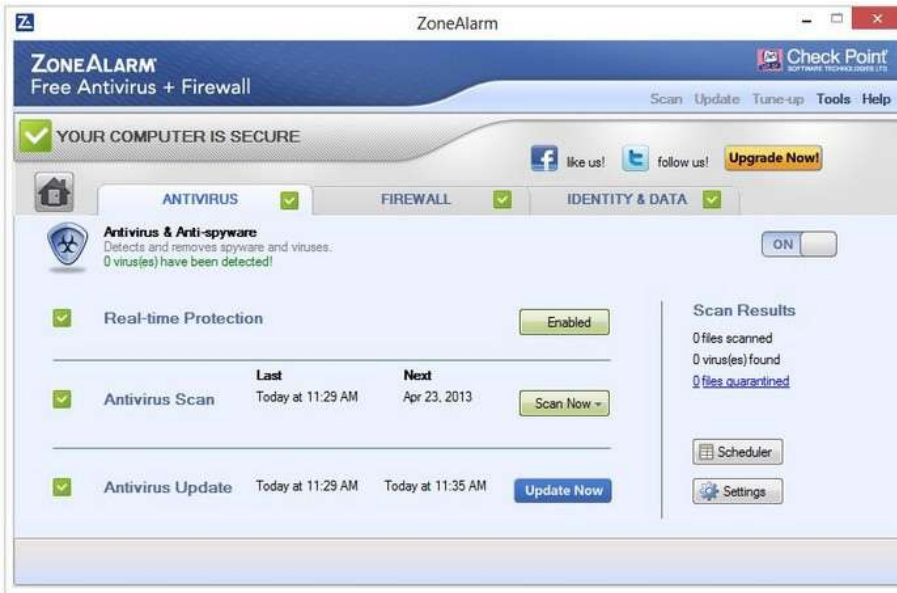 ZoneAlarm
ZONEALARM
Free Antivirus + Firewall
Check Point
SOFTWARE TECHNOLOGIES LTD.
Scan Update Tune-up Tools Help
YOUR COMPUTER IS SECURE
like us! follow us! Upgrade Now!
ANTIVIRUS FIREWALL IDENTITY & DATA
Antivirus & Anti-spyware
Detects and removes spyware and viruses.
0 virus(es) have been detected!
ON
Real-time Protection Enabled
Last Next
Antivirus Scan Today at 11:29 AM Apr 23, 2013 Scan Now
Antivirus Update Today at 11:29 AM Today at 11:35 AM Update Now
Scan Results
0 files scanned
0 virus(es) found
0 files quarantined
Scheduler
Settings